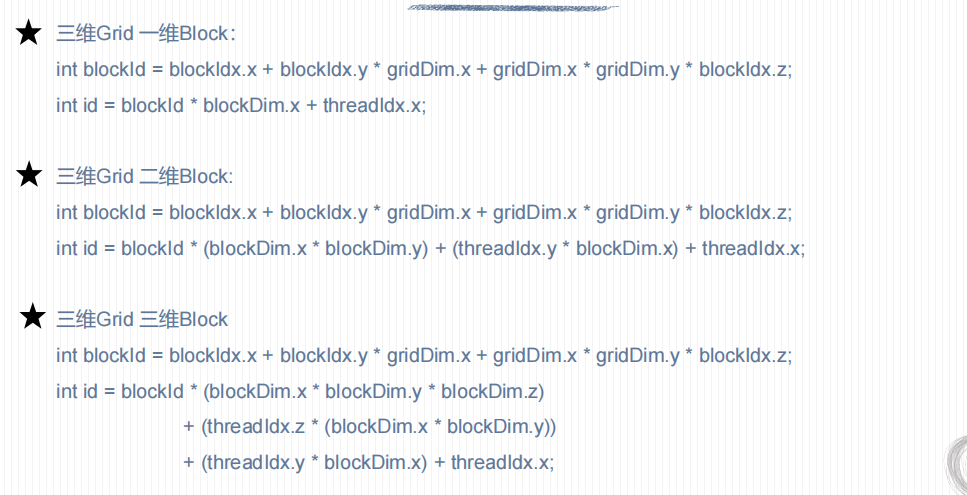 三维Grid 一维Block：
int blockId = blockIdx.x + blockIdx.y * gridDim.x + gridDim.x * gridDim.y * blockIdx.z;
int id = blockId * blockDim.x + threadIdx.x;
三维Grid 二维Block:
int blockId = blockIdx.x + blockIdx.y * gridDim.x + gridDim.x * gridDim.y * blockIdx.z;
int id = blockId * (blockDim.x * blockDim.y) + (threadIdx.y * blockDim.x) + threadIdx.x;
三维Grid 三维Block
int blockId = blockIdx.x + blockIdx.y * gridDim.x + gridDim.x * gridDim.y * blockIdx.z;
int id = blockId * (blockDim.x * blockDim.y * blockDim.z)
+ (threadIdx.z * (blockDim.x * blockDim.y))
+ (threadIdx.y * blockDim.x) + threadIdx.x;